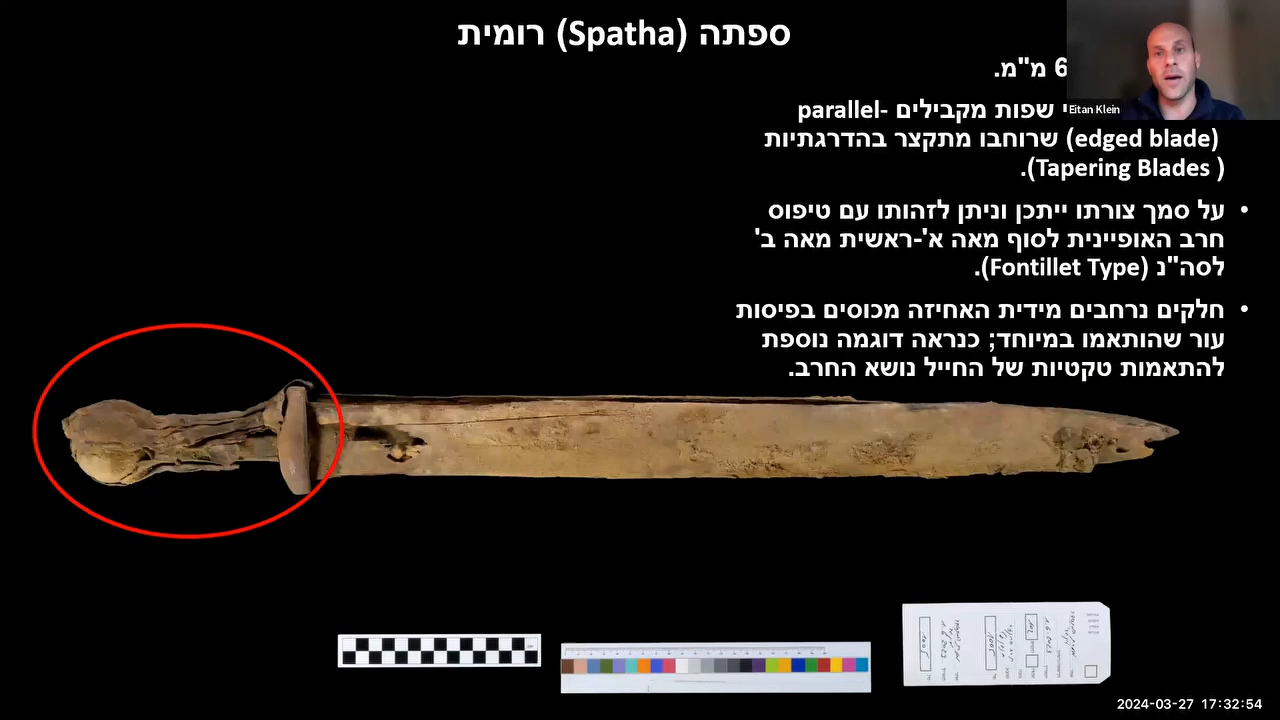 ספתה (Spatha) רומית
6 מ"מ.
Eitan Klein
שפות מקבילים -parallel
edged blade) שרוחבו מתקצר בהדרגתיות)
( Tapering Blades).
• על סמך צורתו ייתכן וניתן לזהותו עם טיפוס
חרב האופיינית לסוף מאה א'-ראשית מאה ב'
לסה"נ (Fontillet Type).
• חלקים נרחבים מידית האחיזה מכוסים בפיסות
עור שהותאמו במיוחד; כנראה דוגמה נוספת
להתאמות טקטיות של החייל נושא החרב.
2024-03-27 17:32:54